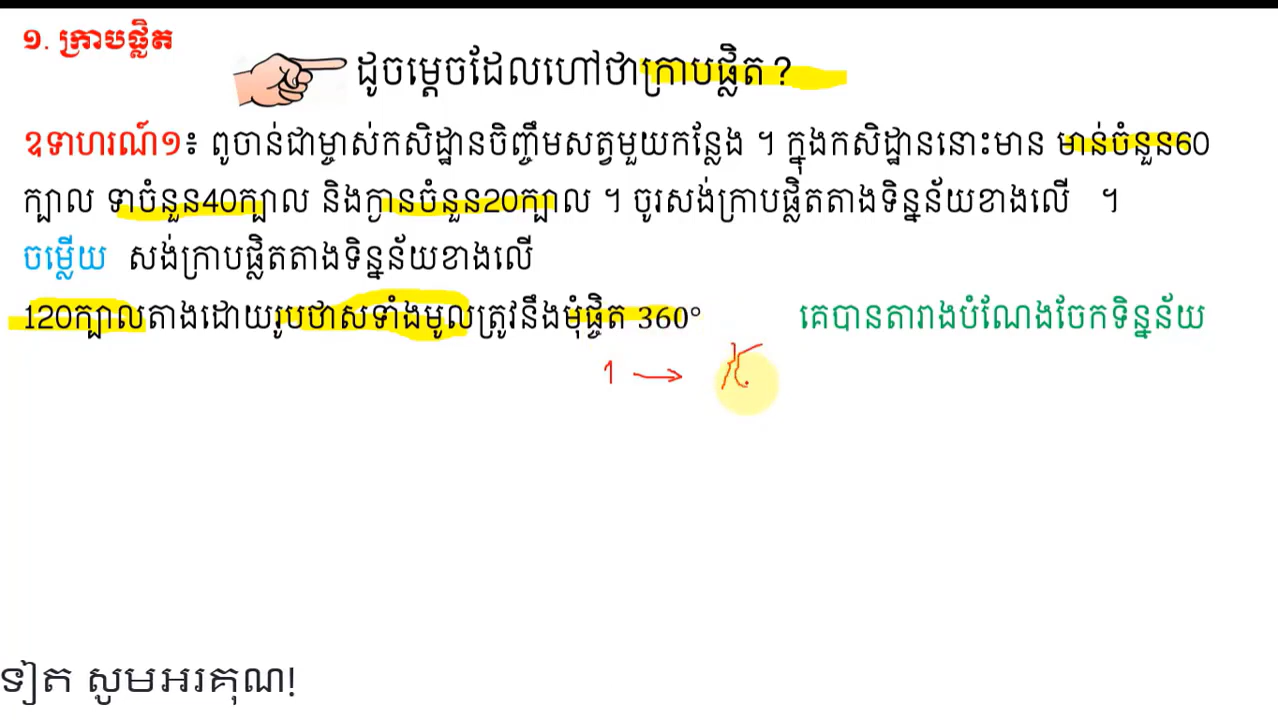 ១. ក្រាបផ្លិត
ដូចម្តេចដែលហៅថាក្រាបផ្លិត ?
ឧទាហរណ៍១៖ ពូចាន់ជាម្ចាស់កសិដ្ឋានចិញ្ចឹមសត្វមួយកន្លែង ។ ក្នុងកសិដ្ឋាននោះមាន មាន់ចំនួន60
ក្បាល ទាចំនួន40ក្បាល និងក្ងានចំនួន20ក្បាល ។ ចូរសង់ក្រាបផ្លិតតាងទិន្នន័យខាងលើ ។
ចម្លើយ សង់ក្រាបផ្លិតតាងទិន្នន័យខាងលើ
120ក្បាលតាងដោយរូបថាសទាំងមូលត្រូវនឹងមុំផ្ចិត 360° គេបានតារាងបំណែងចែកទិន្នន័យ
1 →
ទៀត សូមអរគុណ!